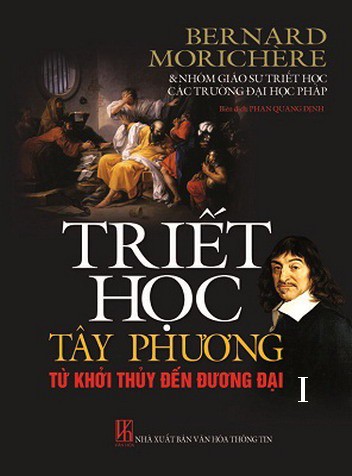 BERNARD
MORICHÈRE
& NHÓM GIÁO SƯ TRIẾT HỌC
CÁC TRƯỜNG ĐẠI HỌC PHÁP
Biên dịch PHAN QUANG ĐỊNH
TRIẾT
HỌC
TÂY PHƯƠNG
TỪ KHỞI THỦY ĐẾN ĐƯƠNG ĐẠI
I
NHÀ XUẤT BẢN VĂN HÓA THÔNG TIN